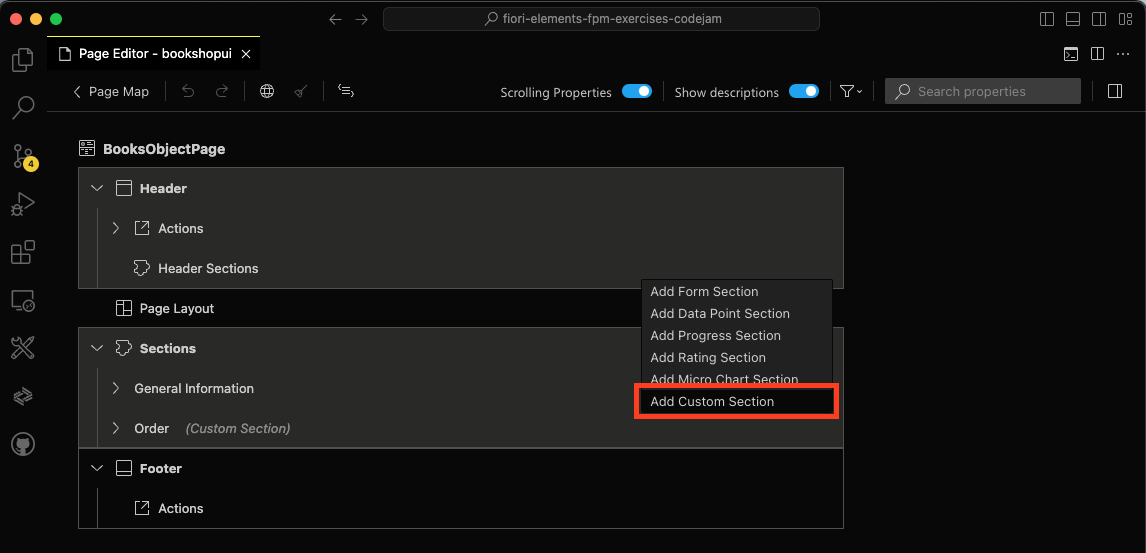 fiori-elements-fpm-exercises-codejam
Page Editor - bookshopui
Page Map
Scrolling Properties
Show descriptions
Search properties
4
BooksObjectPage
Header
Actions
Header Sections
Add Form Section
Page Layout
Add Data Point Section
Add Progress Section
Sections
Add Rating Section
Add Micro Chart Section
General Information
Add Custom Section
Order (Custom Section)
Footer
Actions